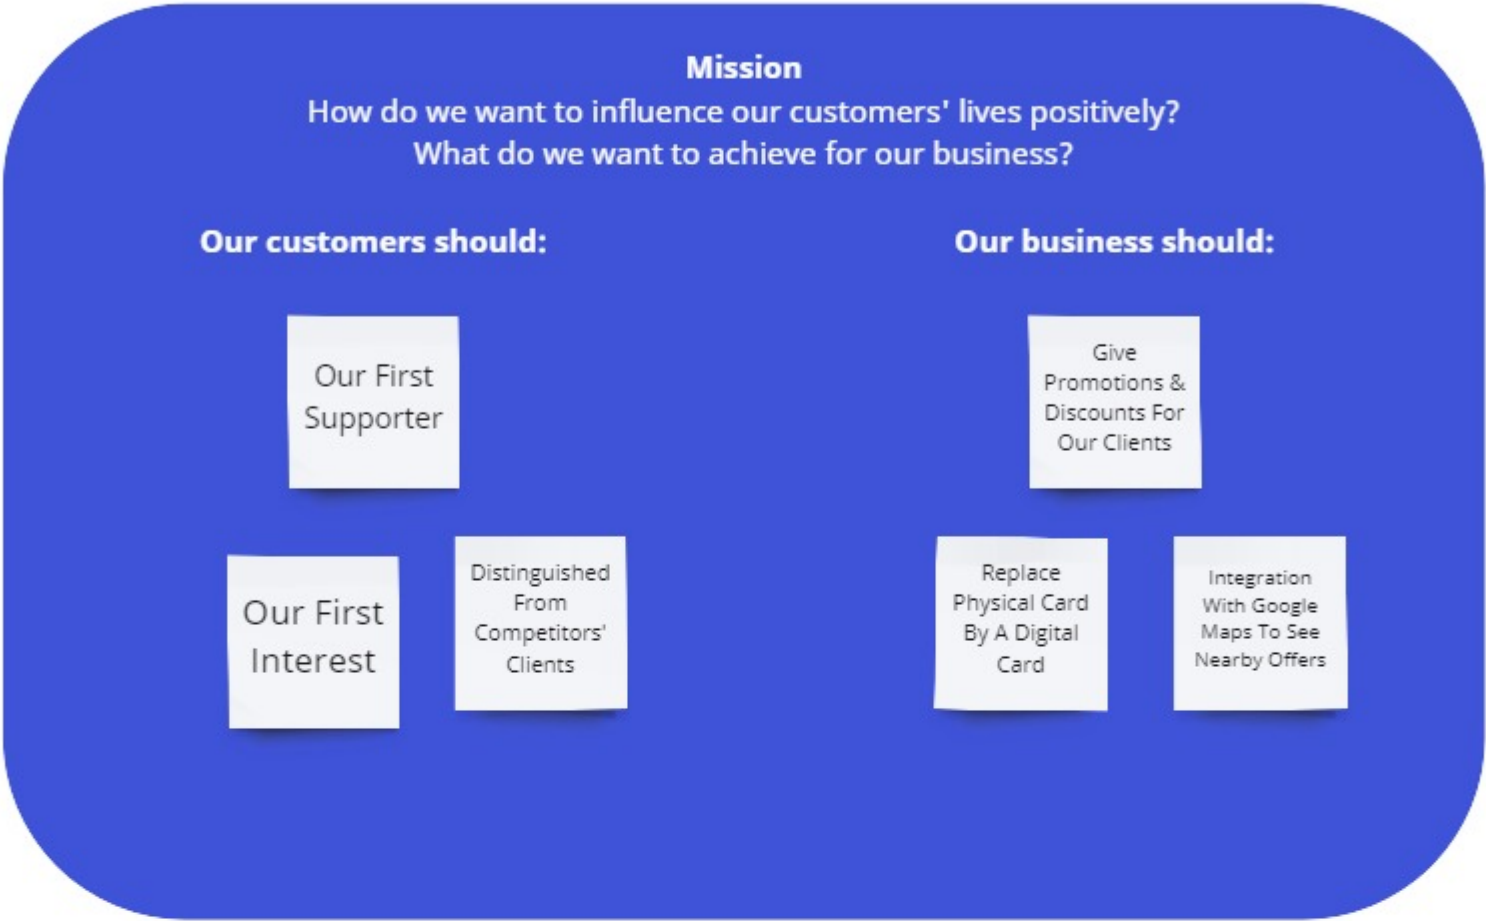 Mission
How do we want to influence our customers' lives positively?
What do we want to achieve for our business?
Our customers should:
Our First
Supporter
Our First
Interest
Distinguished
From
Competitors'
Clients
Our business should:
Give
Promotions &
Discounts For
Our Clients
Replace
Physical Card
By A Digital
Card
Integration
With Google
Maps To See
Nearby Offers